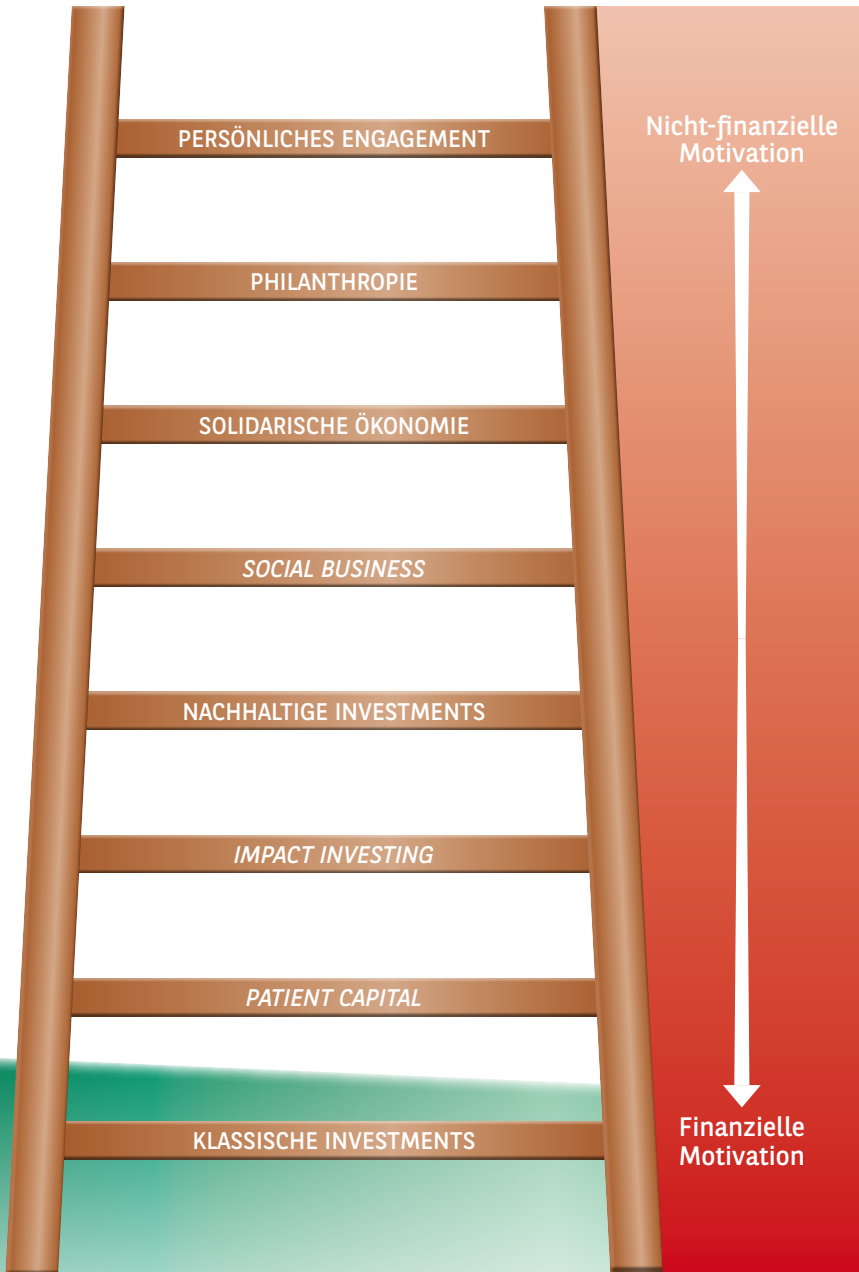 PERSÖNLICHES ENGAGEMENT
Nicht-finanzielle
Motivation
PHILANTHROPIE
SOLIDARISCHE ÖKONOMIE
SOCIAL BUSINESS
NACHHALTIGE INVESTMENTS
IMPACT INVESTING
PATIENT CAPITAL
KLASSISCHE INVESTMENTS
Finanzielle
Motivation